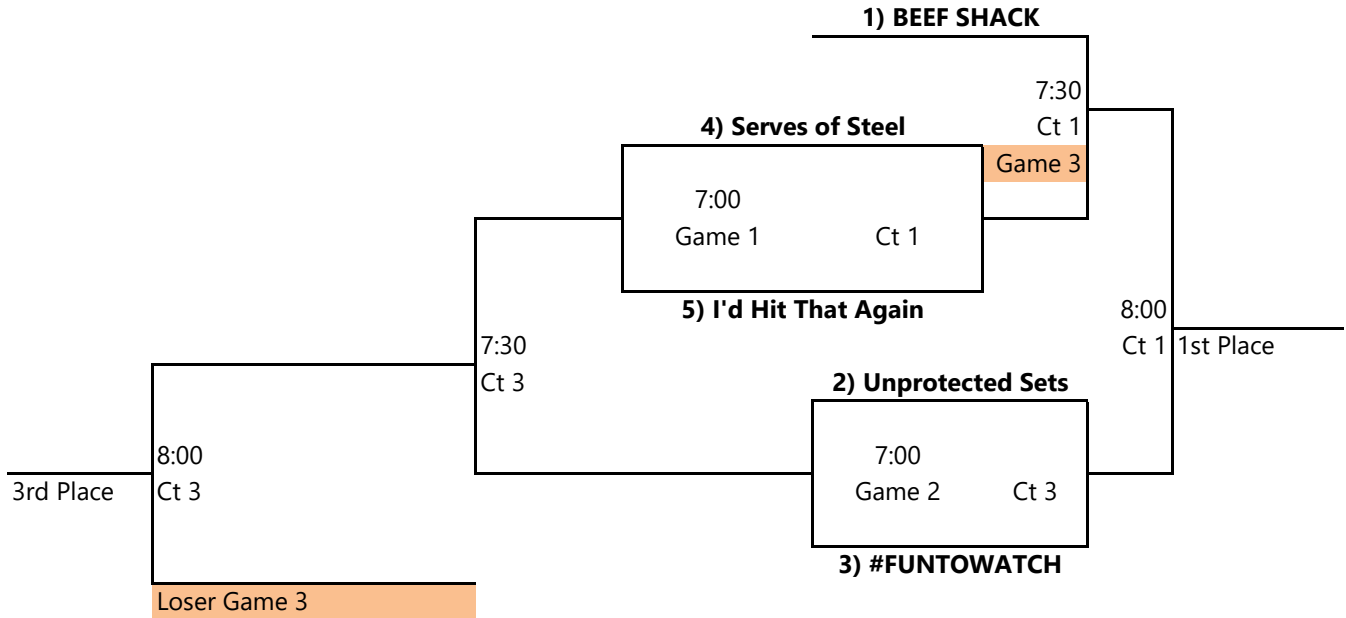 1) BEEF SHACK
7:30
Ct 1
Game 3
4) Serves of Steel
7:00
Game 1 Ct 1
5) I'd Hit That Again
8:00
Ct 1 1st Place
7:30
Ct 3
2) Unprotected Sets
7:00
Game 2 Ct 3
3) #FUNTOWATCH
8:00
3rd Place Ct 3
Loser Game 3